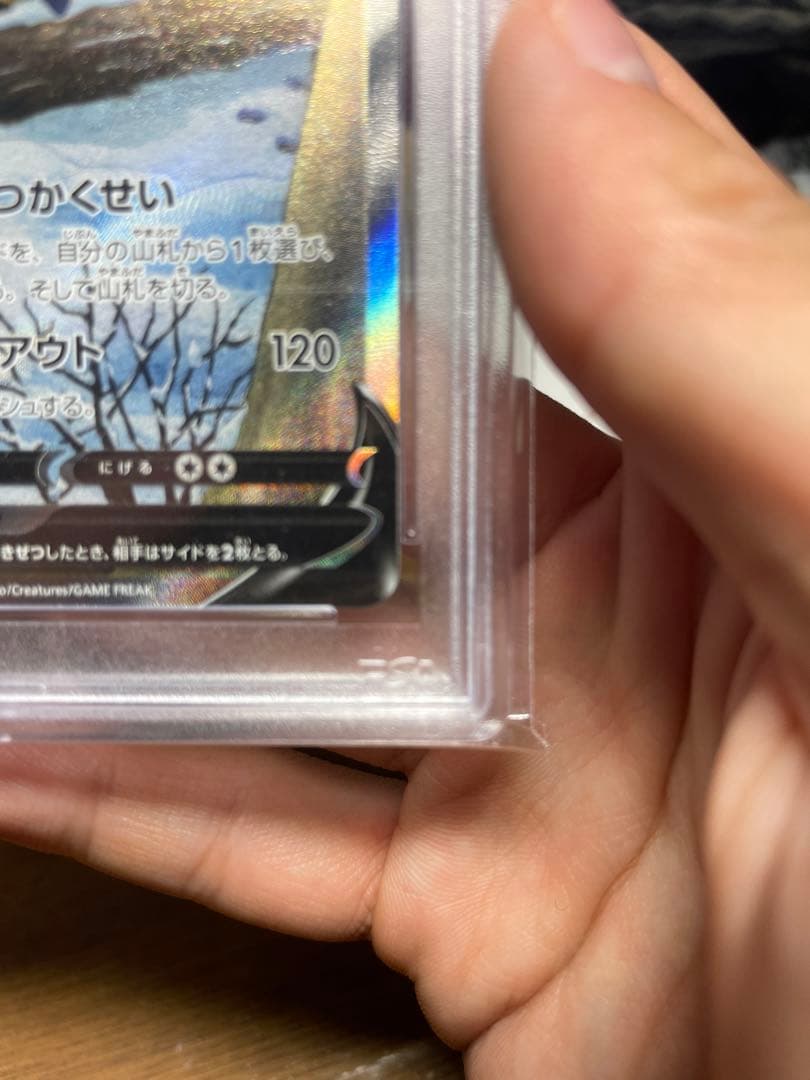 つかくせい
ドを、自分の山札から1枚選び、
る。そして山札を切る。
アウト 120
シュする。
にげる
きぜつしたとき、相手はサイドを2枚とる。
o/Creatures/GAME FREAK
PSA